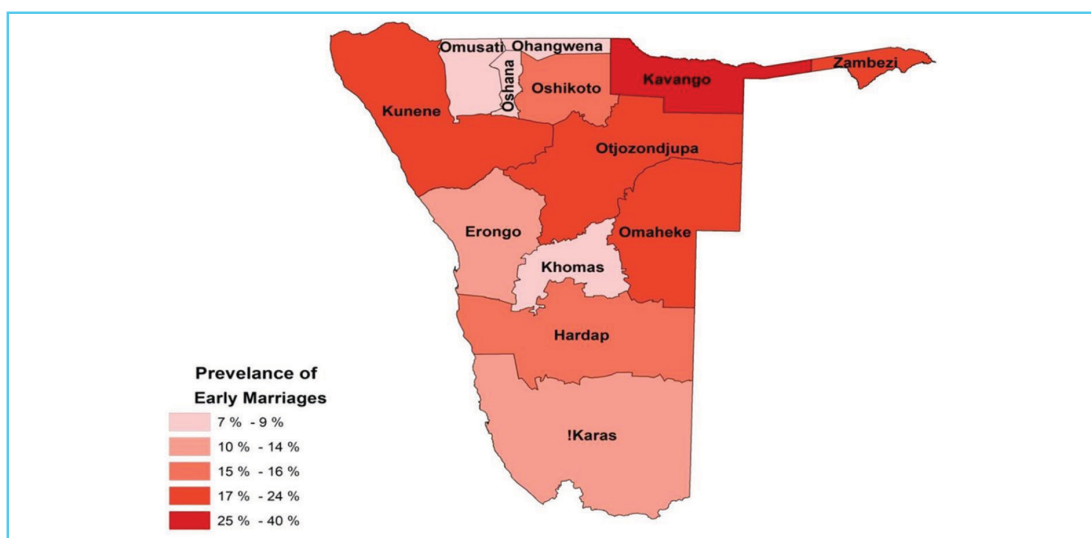 Omusati
Ohangwena
Zambezi
Kavango
Oshana
Oshikoto
Kunene
Otjozondjupa
Erongo
Omaheke
Khomas
Hardap
!Karas
Prevelance of
Early Marriages
7 % - 9 %
10 % - 14 %
15 % - 16 %
17 % - 24 %
25 % - 40 %